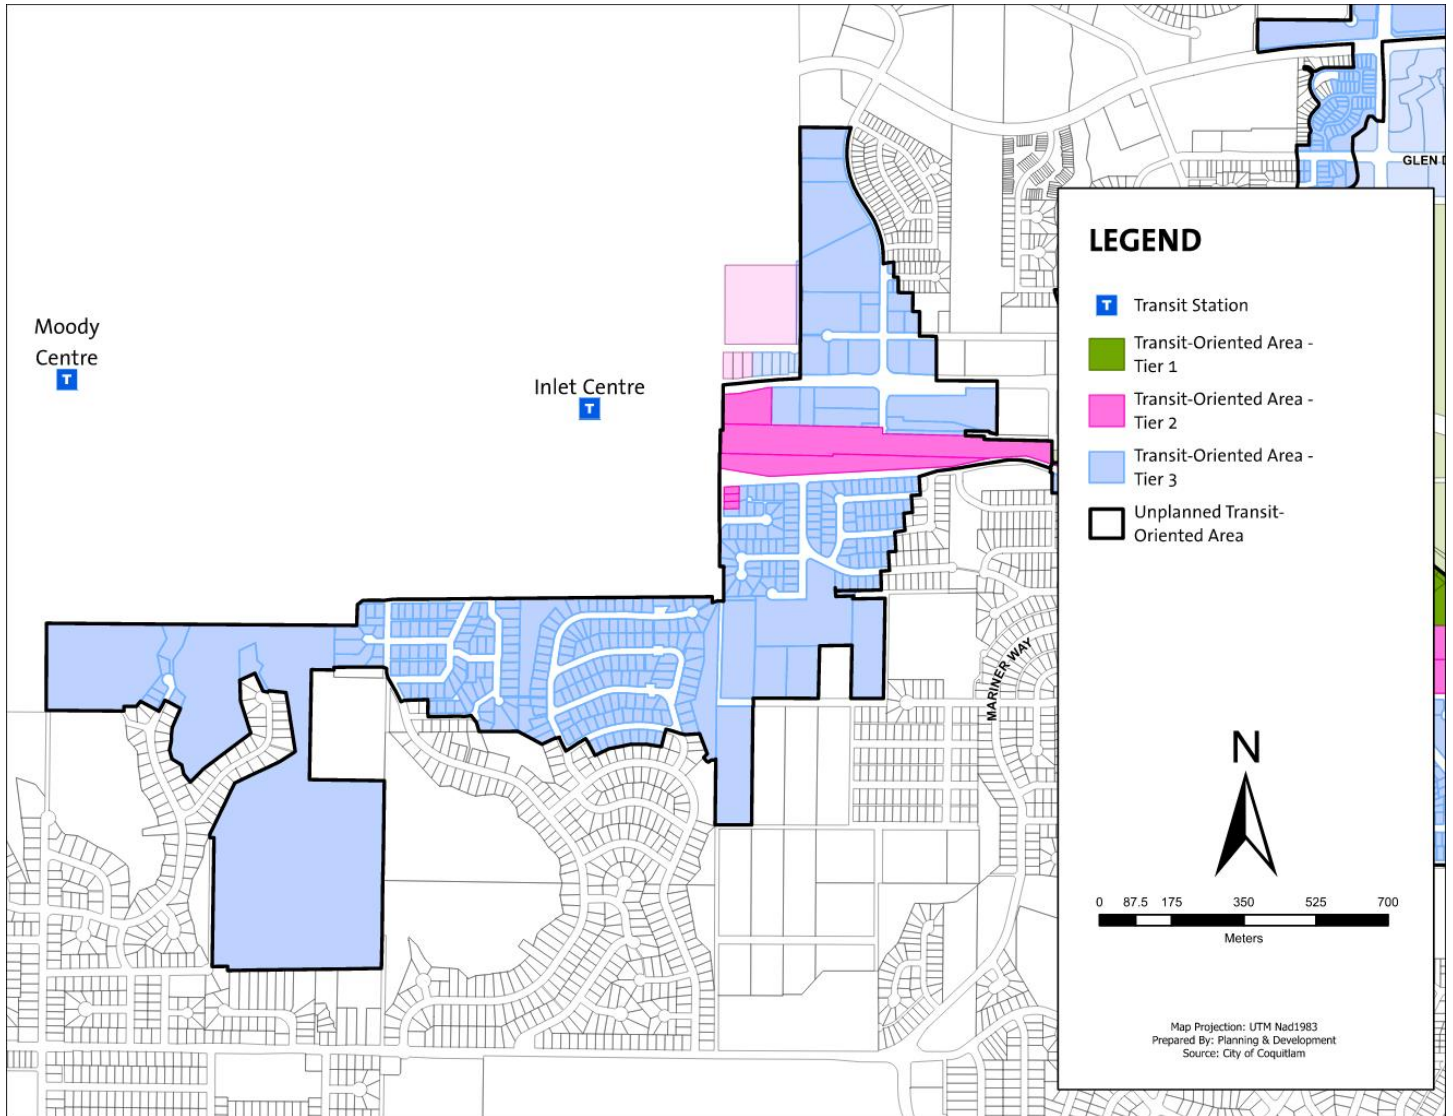 GLEN D
Moody
Centre
T
Inlet Centre
T
MARINER WAY
LEGEND
T Transit Station
Transit-Oriented Area -
Tier 1
Transit-Oriented Area -
Tier 2
Transit-Oriented Area -
Tier 3
Unplanned Transit-
Oriented Area
N
0 87.5 175 350 525 700
Meters
Map Projection: UTM Nad1983
Prepared By: Planning & Development
Source: City of Coquitlam